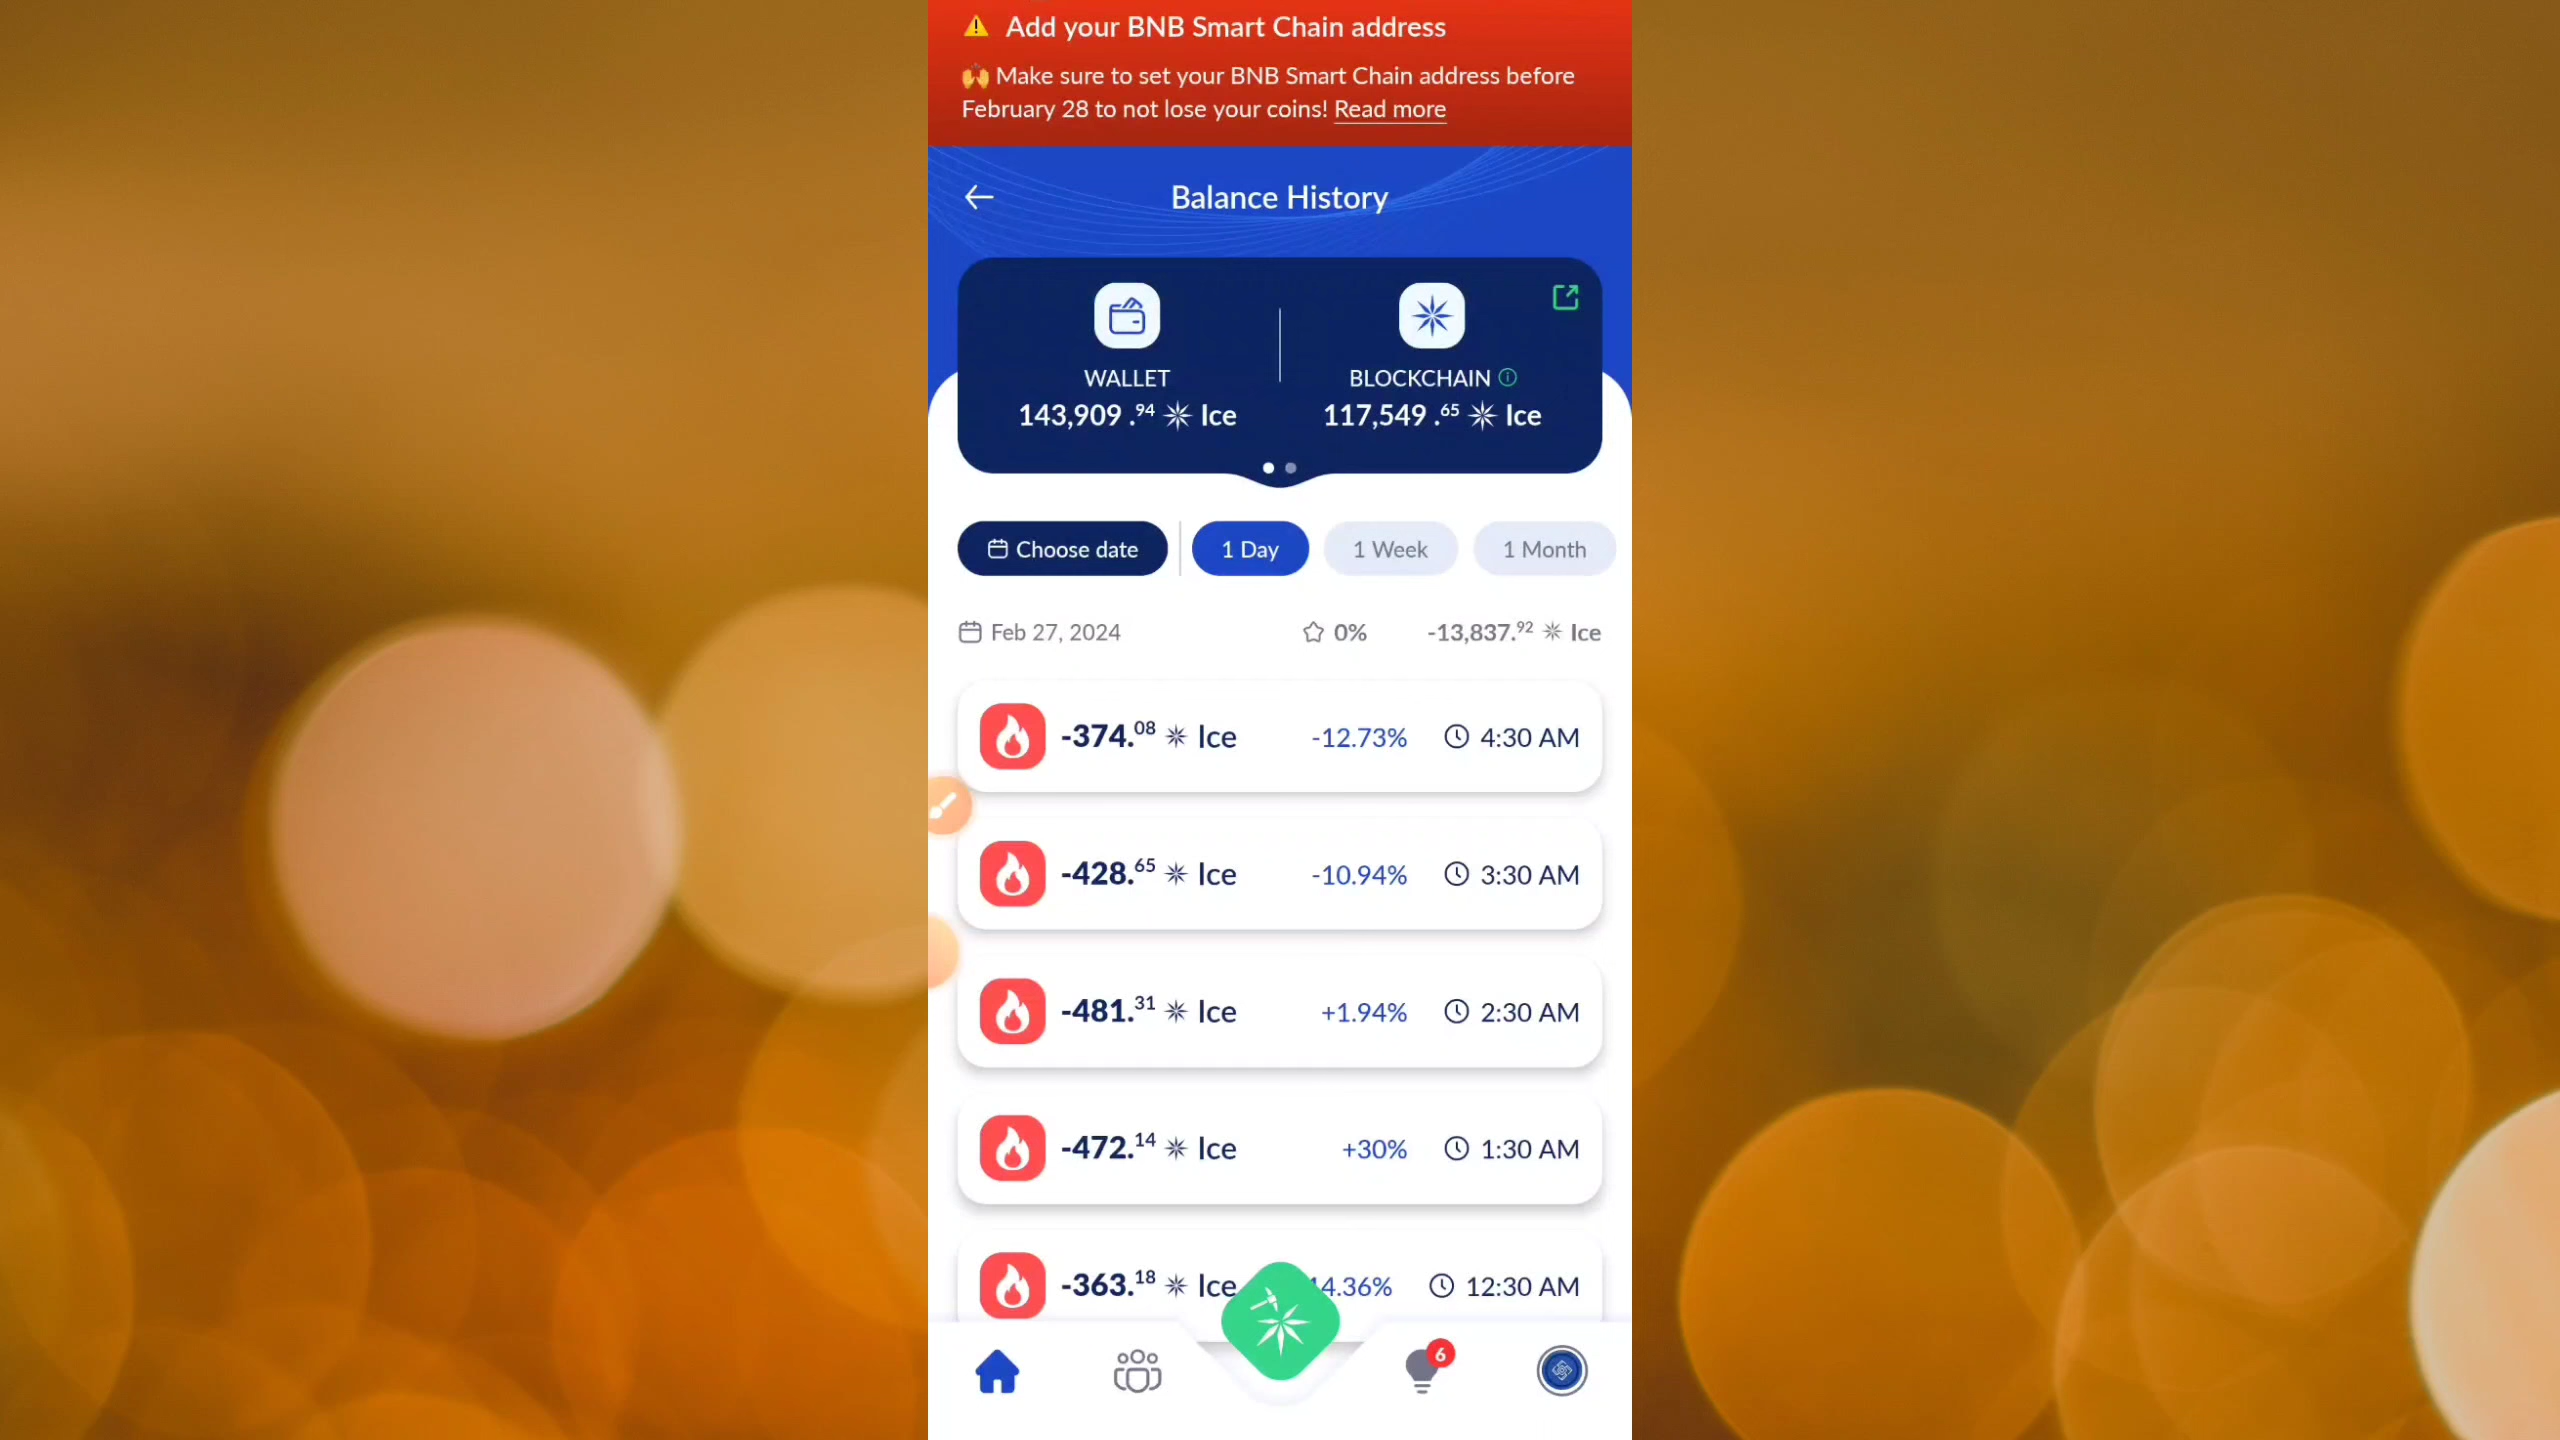 Add your BNB Smart Chain address
Make sure to set your BNB Smart Chain address before
February 28 to not lose your coins! Read more
Balance History
WALLET
143,909.94 Ice
BLOCKCHAIN
117,549.65 Ice
Choose date
1 Day
1 Week
1 Month
Feb 27, 2024 0% -13,837.92 Ice
-374.08 Ice -12.73% 4:30 AM
-428.65 Ice -10.94% 3:30 AM
-481.31 Ice +1.94% 2:30 AM
-472.14 Ice +30% 1:30 AM
-363.18 Ice 12:30 AM
6